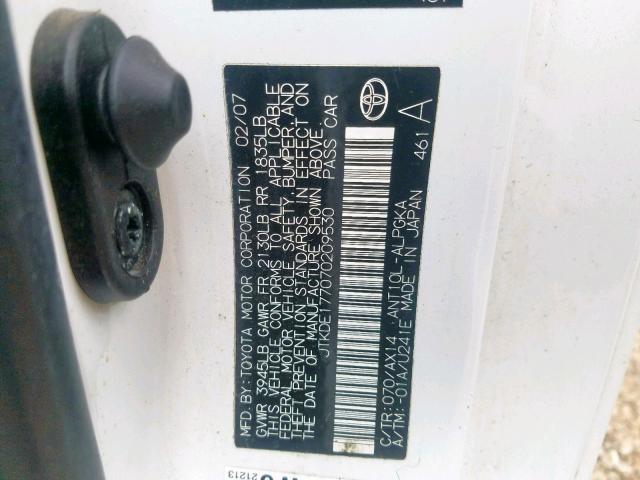 MFD. BY: TOYOTA MOTOR CORPORATION 02/07
GVWR 3945LB GAWR FR 2130LB RR 1835LB
THIS VEHICLE CONFORMS TO ALL APPLICABLE
FEDERAL MOTOR VEHICLE SAFETY, BUMPER, AND
THEFT PREVENTION STANDARDS IN EFFECT ON
THE DATE OF MANUFACTURE SHOWN ABOVE.
JTKDE177070209530 PASS CAR
C/TR: 070/AX14 ANT10L-ALPGKA
A/TM: -01A/U241E MADE IN JAPAN
461 A
21213